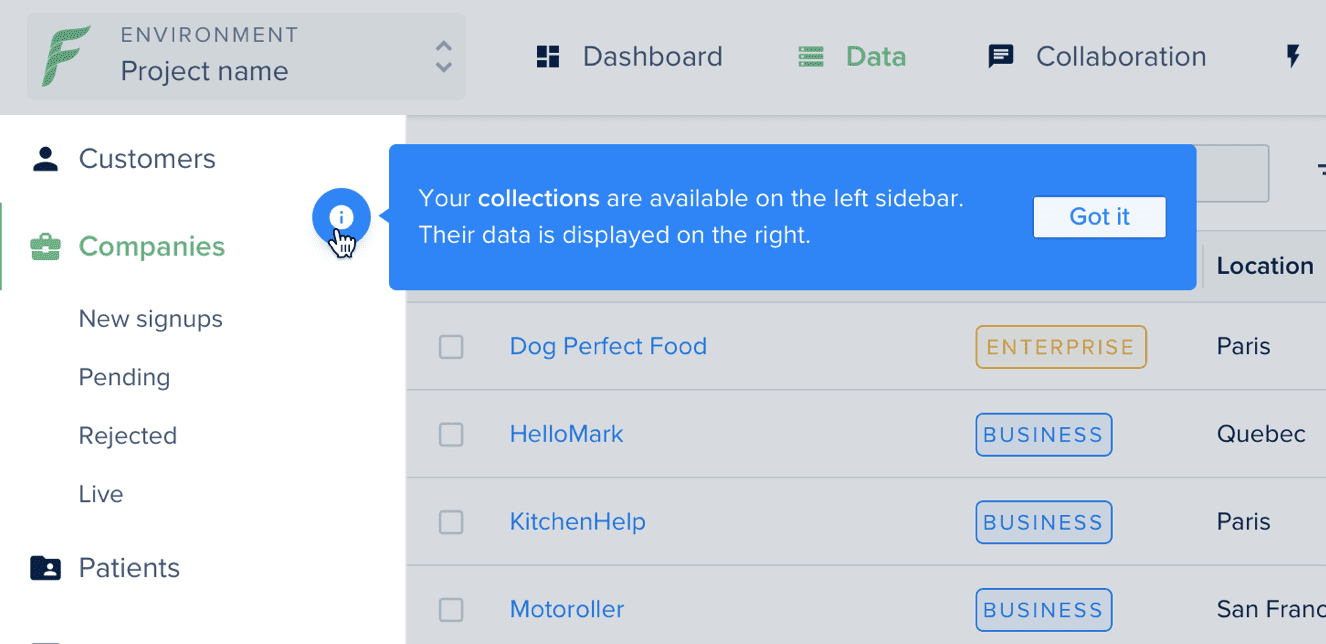 ENVIRONMENT
Project name
Dashboard
Data
Collaboration
Customers
Companies
New signups
Pending
Rejected
Live
Patients
Your collections are available on the left sidebar.
Their data is displayed on the right.
Got it
Location
Dog Perfect Food ENTERPRISE Paris
HelloMark BUSINESS Quebec
KitchenHelp BUSINESS Paris
Motoroller BUSINESS San Franc